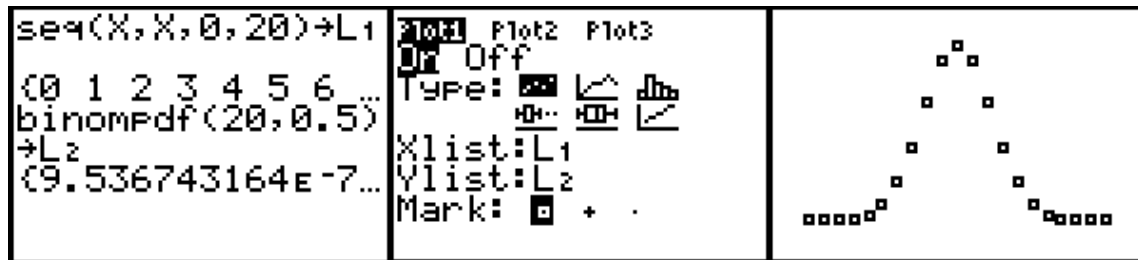 seq(X,X,0,20)→L₁
{0 1 2 3 4 5 6 …
binompdf(20,0.5)
→L₂
{9.536743164ᴇ-7…
Plot1 Plot2 Plot3
On Off
Type:
Xlist:L₁
Ylist:L₂
Mark: ▫ + ·